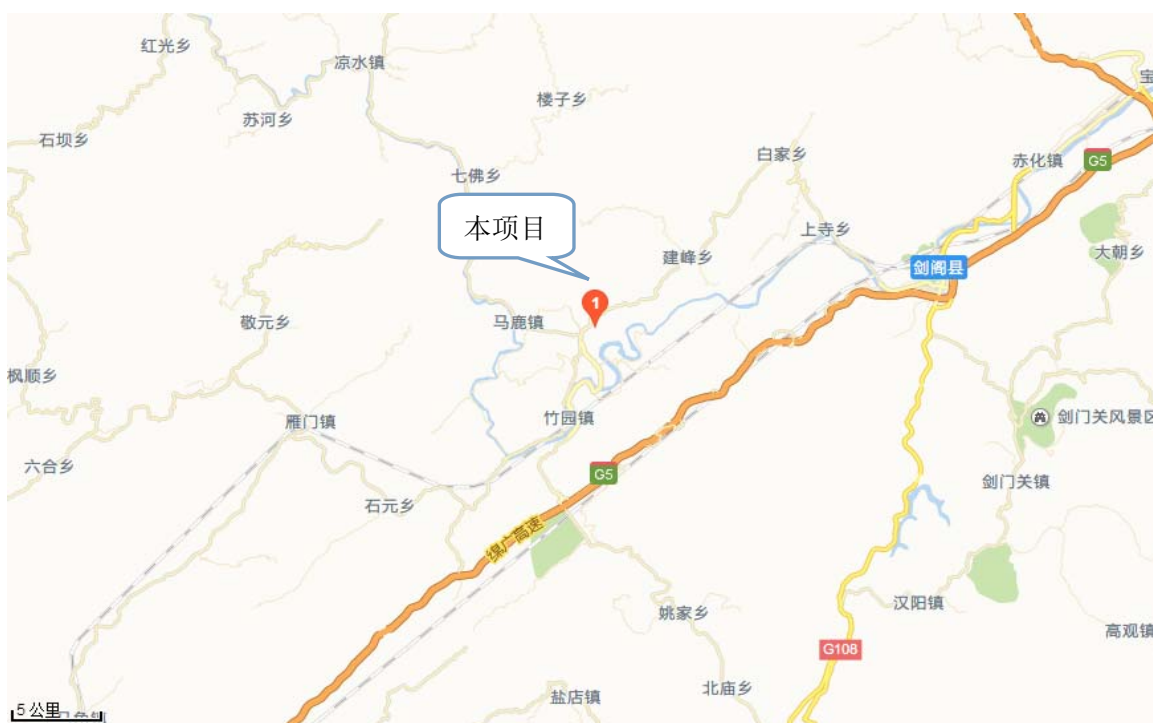 红光乡
凉水镇
宝
楼子乡
苏河乡
石坝乡
白家乡
赤化镇
G5
七佛乡
本项目
上寺乡
大朝乡
建峰乡
剑阁县
1
马鹿镇
敬元乡
枫顺乡
雁门镇
竹园镇
剑门关风景区
六合乡
G5
剑门关镇
石元乡
绵广高速
汉阳镇
姚家乡
高观镇
G108
北庙乡
盐店镇
5 公里